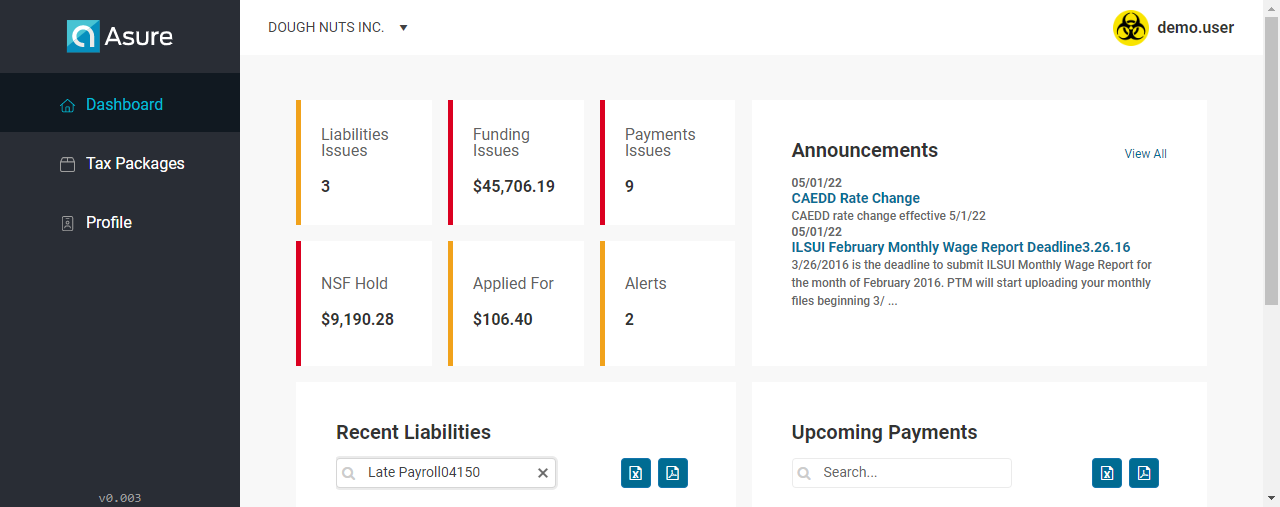 Asure
DOUGH NUTS INC.
demo.user
Dashboard
Tax Packages
Profile
v0.003
Liabilities
Issues
3
Funding
Issues
$45,706.19
Payments
Issues
9
NSF Hold
$9,190.28
Applied For
$106.40
Alerts
2
Announcements
View All
05/01/22
CAEDD Rate Change
CAEDD rate change effective 5/1/22
05/01/22
ILSUI February Monthly Wage Report Deadline3.26.16
3/26/2016 is the deadline to submit ILSUI Monthly Wage Report for
the month of February 2016. PTM will start uploading your monthly
files beginning 3/ ...
Recent Liabilities
Late Payroll04150
Upcoming Payments
Search...